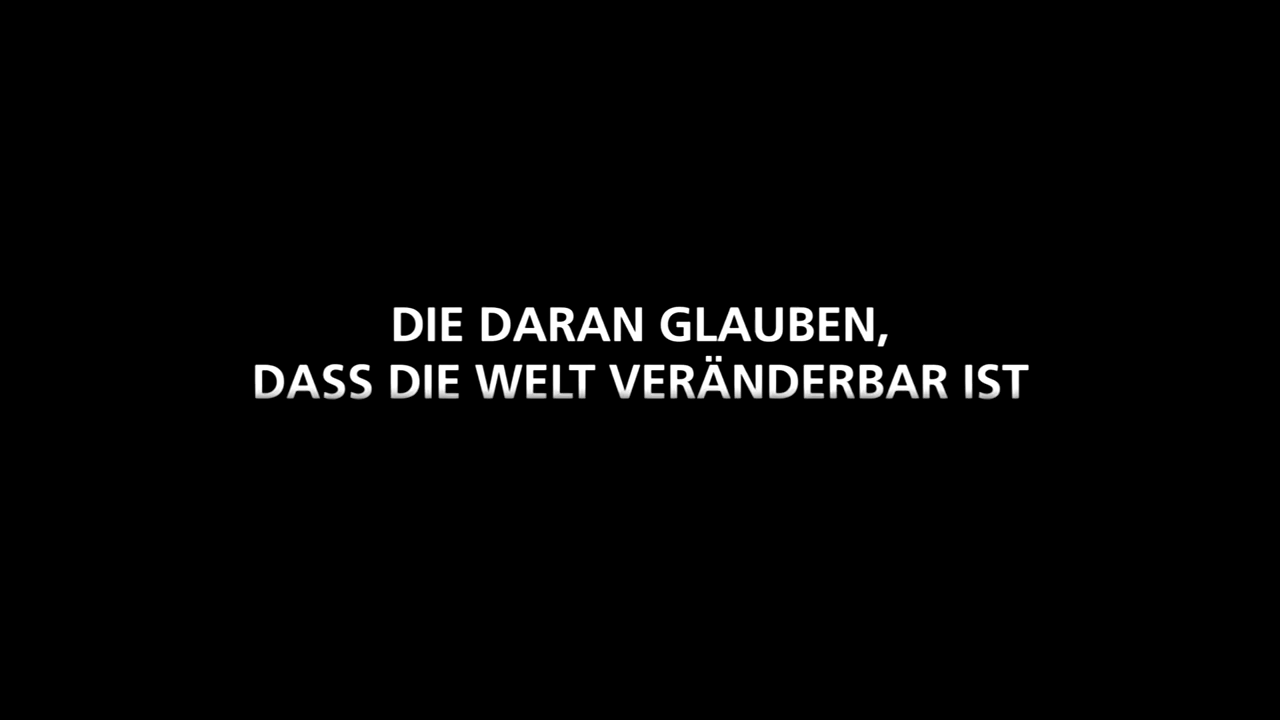 DIE DARAN GLAUBEN,
DASS DIE WELT VERÄNDERBAR IST